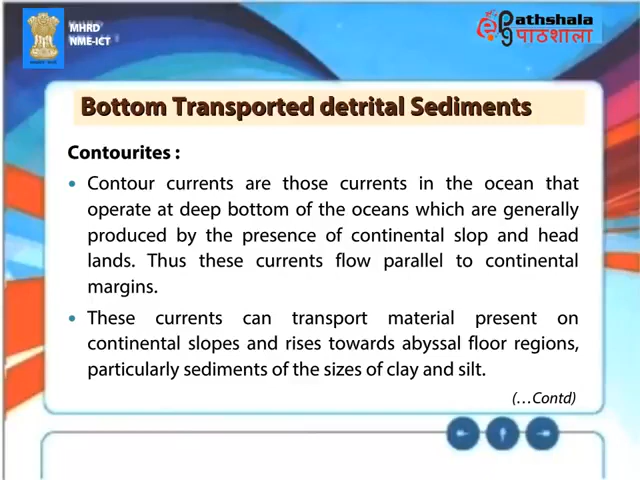 MHRD
NME-ICT
ePathshala
पाठशाला
Bottom Transported detrital Sediments
Contourites :
• Contour currents are those currents in the ocean that
operate at deep bottom of the oceans which are generally
produced by the presence of continental slop and head
lands. Thus these currents flow parallel to continental
margins.
• These currents can transport material present on
continental slopes and rises towards abyssal floor regions,
particularly sediments of the sizes of clay and silt.
(...Contd)